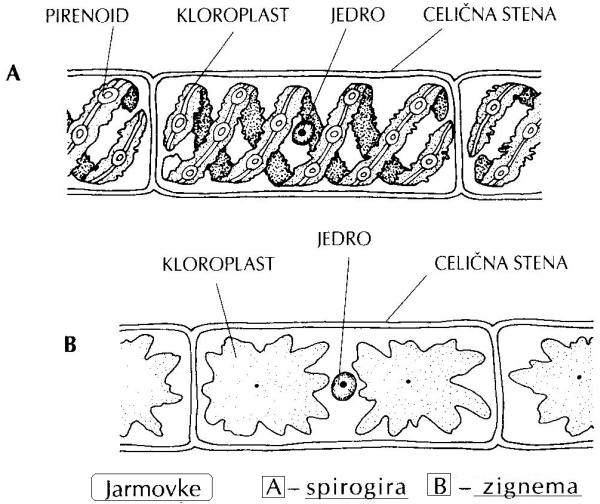 PIRENOID KLOROPLAST JEDRO CELIČNA STENA
A
JEDRO
KLOROPLAST CELIČNA STENA
B
Jarmovke A – spirogira B – zignema